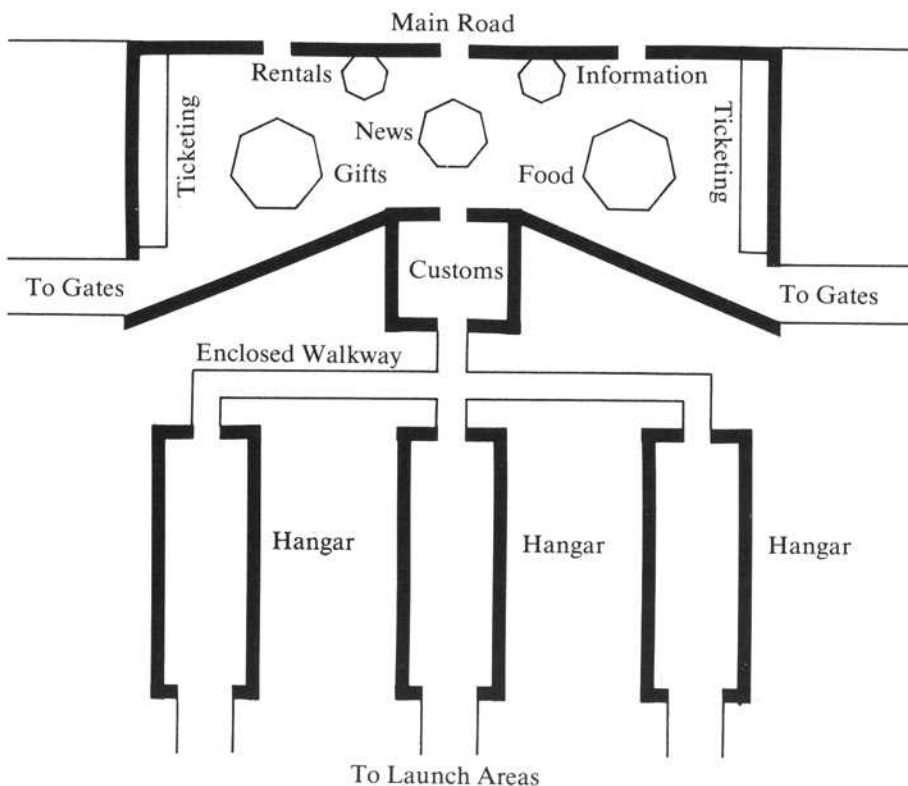 Main Road
Rentals
Information
News
Ticketing
Ticketing
Gifts
Food
Customs
To Gates
To Gates
Enclosed Walkway
Hangar
Hangar
Hangar
To Launch Areas